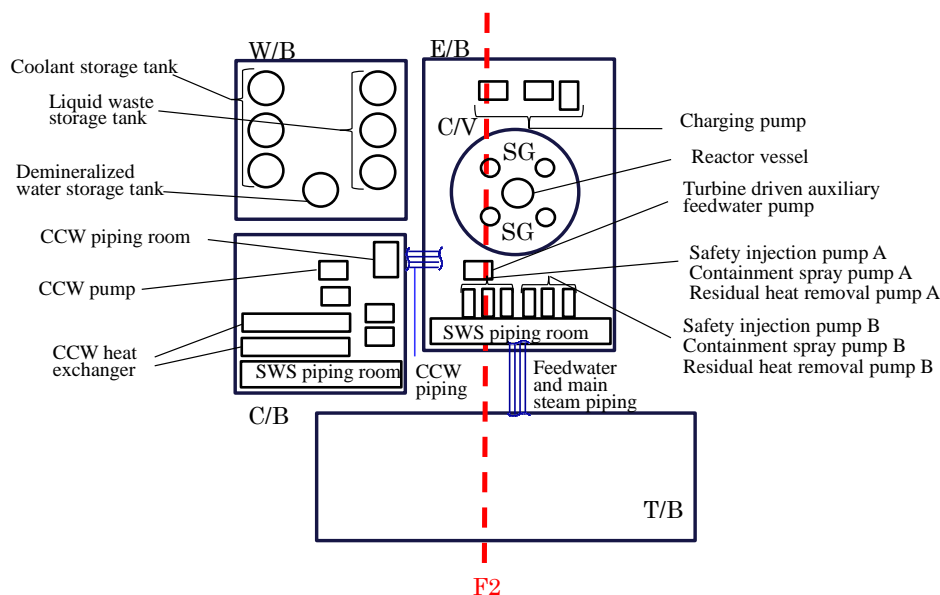 W/B
E/B
Coolant storage tank
Liquid waste
storage tank
C/V
Charging pump
SG
Reactor vessel
Demineralized
water storage tank
Turbine driven auxiliary
feedwater pump
SG
CCW piping room
Safety injection pump A
Containment spray pump A
Residual heat removal pump A
CCW pump
SWS piping room
Safety injection pump B
Containment spray pump B
Residual heat removal pump B
CCW heat
exchanger
SWS piping room
CCW
piping
Feedwater
and main
steam piping
C/B
T/B
F2